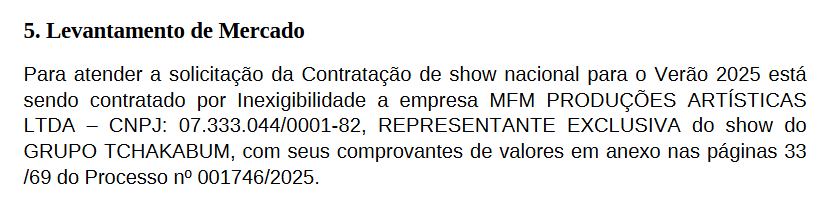 5. Levantamento de Mercado
Para atender a solicitação da Contratação de show nacional para o Verão 2025 está
sendo contratado por Inexigibilidade a empresa MFM PRODUÇÕES ARTÍSTICAS
LTDA – CNPJ: 07.333.044/0001-82, REPRESENTANTE EXCLUSIVA do show do
GRUPO TCHAKABUM, com seus comprovantes de valores em anexo nas páginas 33
/69 do Processo nº 001746/2025.